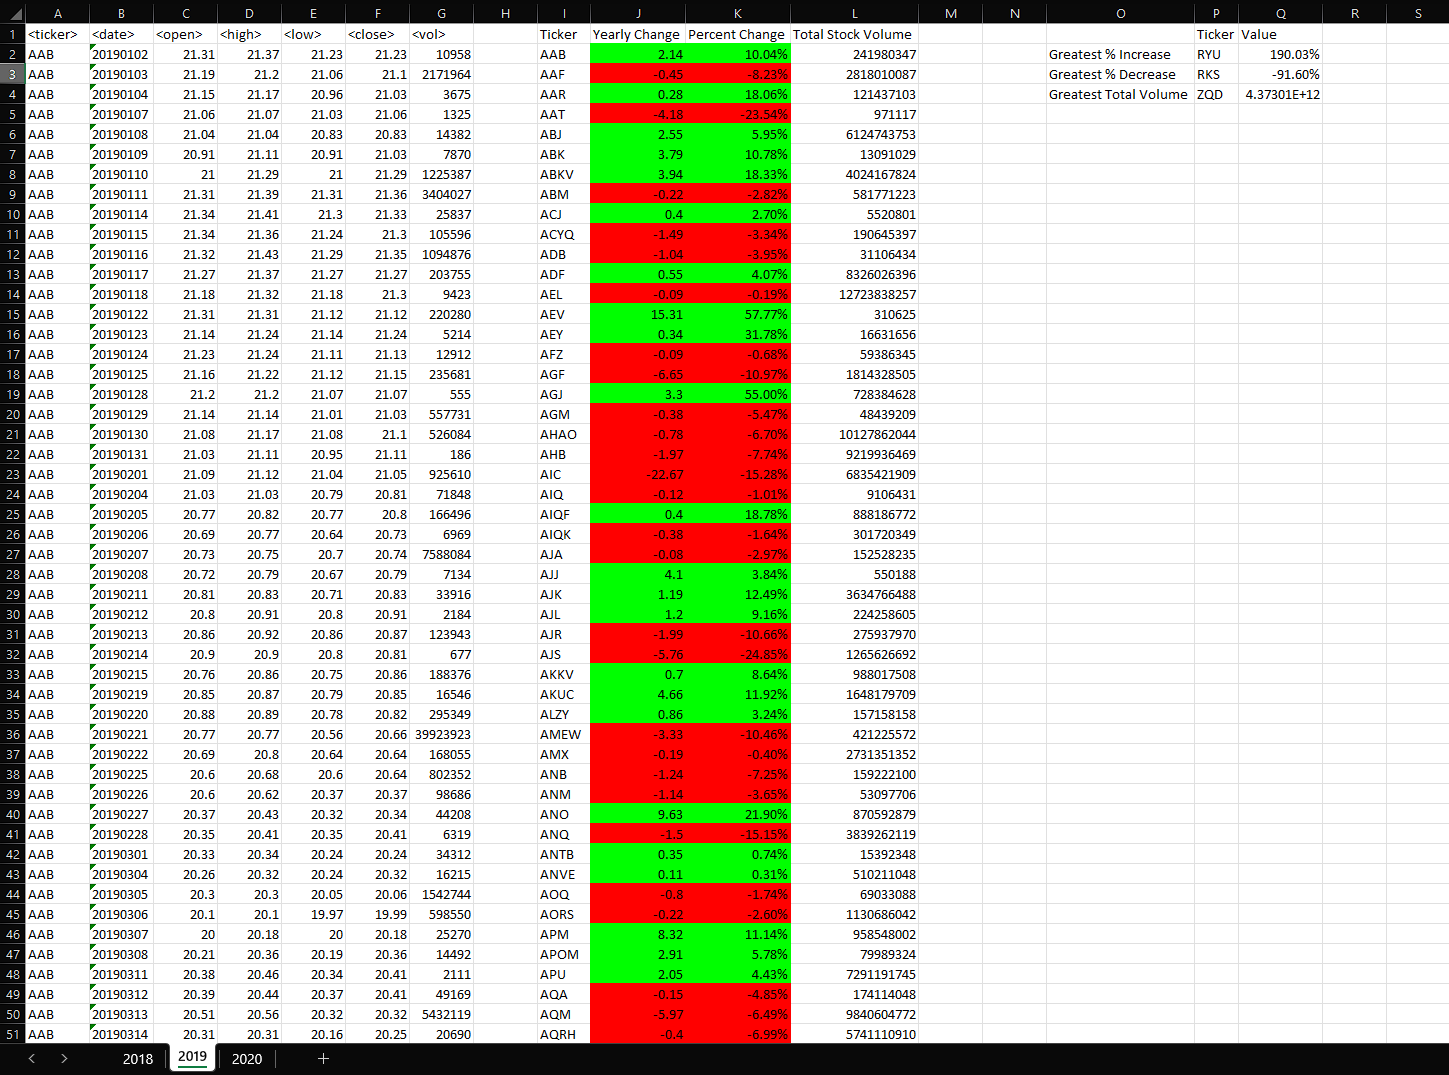 A B C D E F G H I J K L M N O P Q R S
1 <ticker> <date> <open> <high> <low> <close> <vol> Ticker Yearly Change Percent Change Total Stock Volume Ticker Value
2 AAB 20190102 21.31 21.37 21.23 21.23 10958 AAB 2.14 10.04% 241980347 Greatest % Increase RYU 190.03%
3 AAB 20190103 21.19 21.2 21.06 21.1 2171964 AAF -0.45 -8.23% 2818010087 Greatest % Decrease RKS -91.60%
4 AAB 20190104 21.15 21.17 20.96 21.03 3675 AAR 0.28 18.06% 121437103 Greatest Total Volume ZQD 4.37301E+12
5 AAB 20190107 21.06 21.07 21.03 21.06 1325 AAT -4.18 -23.54% 971117
6 AAB 20190108 21.04 21.04 20.83 20.83 14382 ABJ 2.55 5.95% 6124743753
7 AAB 20190109 20.91 21.11 20.91 21.03 7870 ABK 3.79 10.78% 13091029
8 AAB 20190110 21 21.29 21 21.29 1225387 ABKV 3.94 18.33% 4024167824
9 AAB 20190111 21.31 21.39 21.31 21.36 3404027 ABM -0.22 -2.82% 581771223
10 AAB 20190114 21.34 21.41 21.3 21.33 25837 ACJ 0.4 2.70% 5520801
11 AAB 20190115 21.34 21.36 21.24 21.3 105596 ACYQ -1.49 -3.34% 190645397
12 AAB 20190116 21.32 21.43 21.29 21.35 1094876 ADB -1.04 -3.95% 31106434
13 AAB 20190117 21.27 21.37 21.27 21.27 203755 ADF 0.55 4.07% 8326026396
14 AAB 20190118 21.18 21.32 21.18 21.3 9423 AEL -0.09 -0.19% 12723838257
15 AAB 20190122 21.31 21.31 21.12 21.12 220280 AEV 15.31 57.77% 310625
16 AAB 20190123 21.14 21.24 21.14 21.24 5214 AEY 0.34 31.78% 16631656
17 AAB 20190124 21.23 21.24 21.11 21.13 12912 AFZ -0.09 -0.68% 59386345
18 AAB 20190125 21.16 21.22 21.12 21.15 235681 AGF -6.65 -10.97% 1814328505
19 AAB 20190128 21.2 21.2 21.07 21.07 555 AGJ 3.3 55.00% 728384628
20 AAB 20190129 21.14 21.14 21.01 21.03 557731 AGM -0.38 -5.47% 48439209
21 AAB 20190130 21.08 21.17 21.08 21.1 526084 AHAO -0.78 -6.70% 10127862044
22 AAB 20190131 21.03 21.11 20.95 21.11 186 AHB -1.97 -7.74% 9219936469
23 AAB 20190201 21.09 21.12 21.04 21.05 925610 AIC -22.67 -15.28% 6835421909
24 AAB 20190204 21.03 21.03 20.79 20.81 71848 AIQ -0.12 -1.01% 9106431
25 AAB 20190205 20.77 20.82 20.77 20.8 166496 AIQF 0.4 18.78% 888186772
26 AAB 20190206 20.69 20.77 20.64 20.73 6969 AIQK -0.38 -1.64% 301720349
27 AAB 20190207 20.73 20.75 20.7 20.74 7588084 AJA -0.08 -2.97% 152528235
28 AAB 20190208 20.72 20.79 20.67 20.79 7134 AJJ 4.1 3.84% 550188
29 AAB 20190211 20.81 20.83 20.71 20.83 33916 AJK 1.19 12.49% 3634766488
30 AAB 20190212 20.8 20.91 20.8 20.91 2184 AJL 1.2 9.16% 224258605
31 AAB 20190213 20.86 20.92 20.86 20.87 123943 AJR -1.99 -10.66% 275937970
32 AAB 20190214 20.9 20.9 20.8 20.81 677 AJS -5.76 -24.85% 1265626692
33 AAB 20190215 20.76 20.86 20.75 20.86 188376 AKKV 0.7 8.64% 988017508
34 AAB 20190219 20.85 20.87 20.79 20.85 16546 AKUC 4.66 11.92% 1648179709
35 AAB 20190220 20.88 20.89 20.78 20.82 295349 ALZY 0.86 3.24% 157158158
36 AAB 20190221 20.77 20.77 20.56 20.66 39923923 AMEW -3.33 -10.46% 421225572
37 AAB 20190222 20.69 20.8 20.64 20.64 168055 AMX -0.19 -0.40% 2731351352
38 AAB 20190225 20.6 20.68 20.6 20.64 802352 ANB -1.24 -7.25% 159222100
39 AAB 20190226 20.6 20.62 20.37 20.37 98686 ANM -1.14 -3.65% 53097706
40 AAB 20190227 20.37 20.43 20.32 20.34 44208 ANO 9.63 21.90% 870592879
41 AAB 20190228 20.35 20.41 20.35 20.41 6319 ANQ -1.5 -15.15% 3839262119
42 AAB 20190301 20.33 20.34 20.24 20.24 34312 ANTB 0.35 0.74% 15392348
43 AAB 20190304 20.26 20.32 20.24 20.32 16215 ANVE 0.11 0.31% 510211048
44 AAB 20190305 20.3 20.3 20.05 20.06 1542744 AOQ -0.8 -1.74% 69033088
45 AAB 20190306 20.1 20.1 19.97 19.99 598550 AORS -0.22 -2.60% 1130686042
46 AAB 20190307 20 20.18 20 20.18 25270 APM 8.32 11.14% 958548002
47 AAB 20190308 20.21 20.36 20.19 20.36 14492 APOM 2.91 5.78% 79989324
48 AAB 20190311 20.38 20.46 20.34 20.41 2111 APU 2.05 4.43% 7291191745
49 AAB 20190312 20.39 20.44 20.37 20.41 49169 AQA -0.15 -4.85% 174114048
50 AAB 20190313 20.51 20.56 20.32 20.32 5432119 AQM -5.97 -6.49% 9840604772
51 AAB 20190314 20.31 20.31 20.16 20.25 20690 AQRH -0.4 -6.99% 5741110910
2018 2019 2020